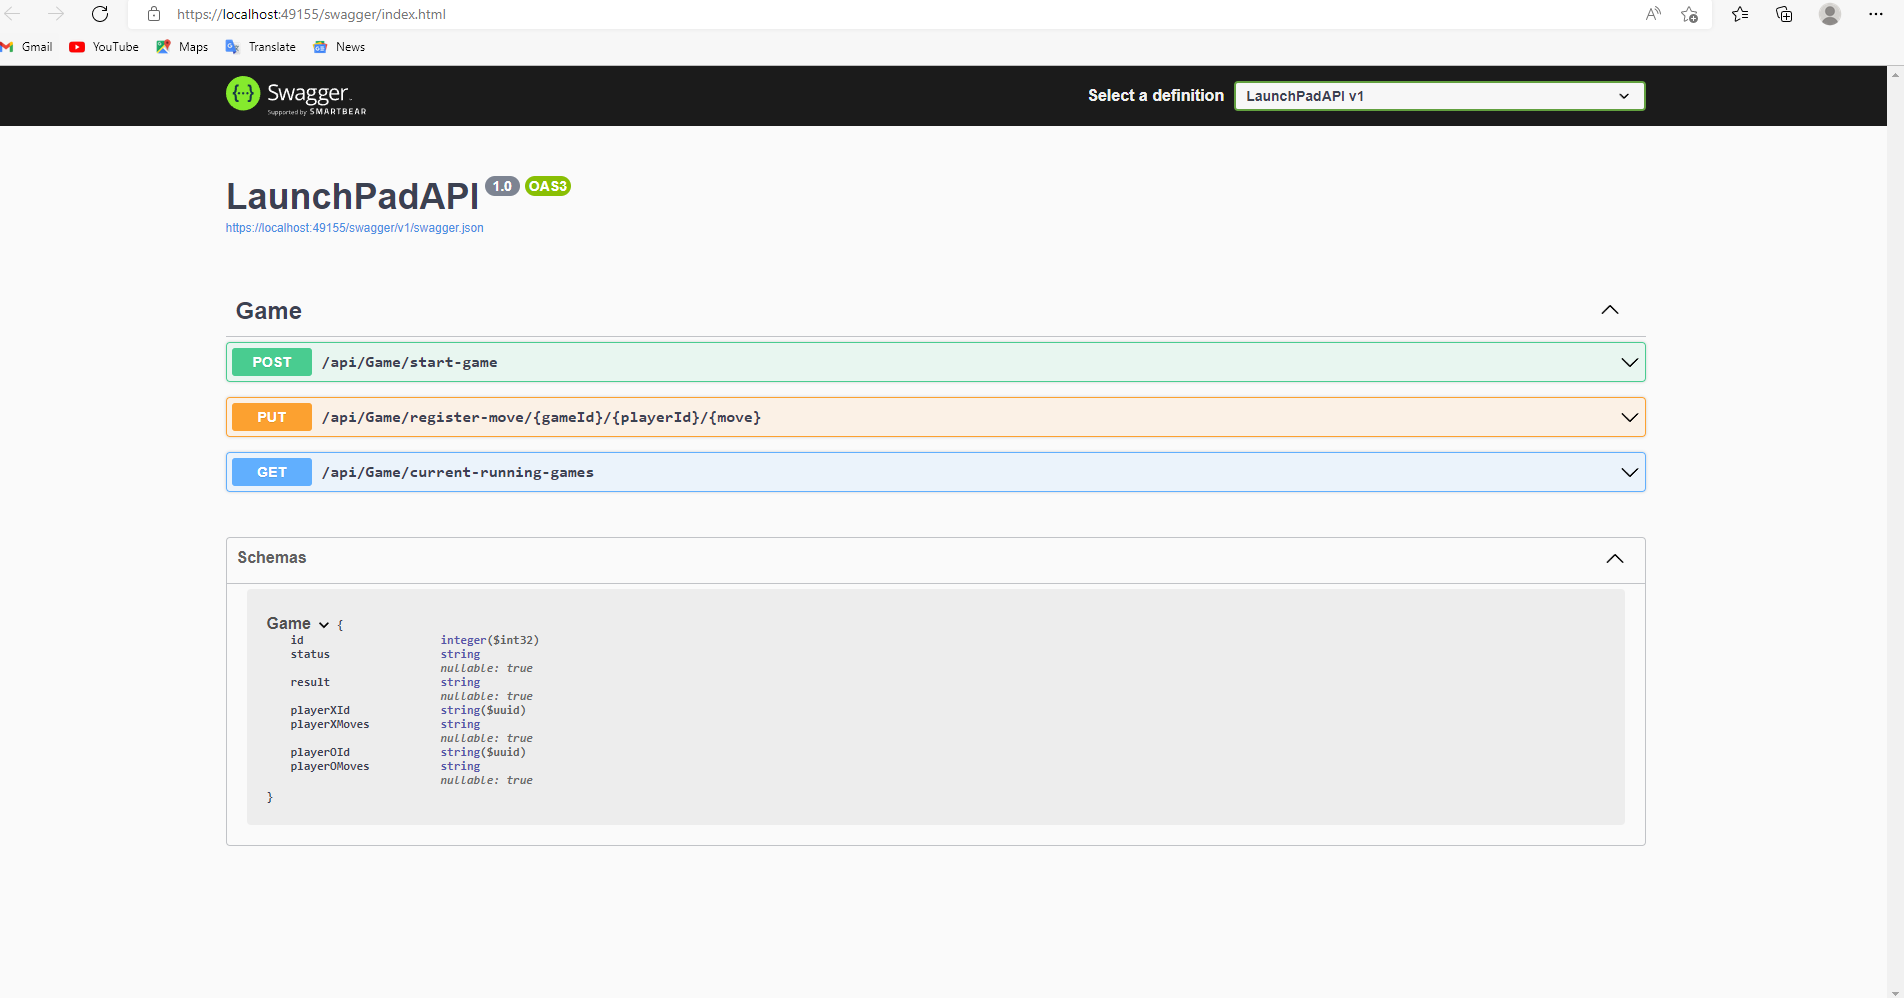 https://localhost:49155/swagger/index.html
Gmail YouTube Maps Translate News
Swagger
Supported by SMARTBEAR
Select a definition LaunchPadAPI v1
LaunchPadAPI 1.0 OAS3
https://localhost:49155/swagger/v1/swagger.json
Game
POST /api/Game/start-game
PUT /api/Game/register-move/{gameId}/{playerId}/{move}
GET /api/Game/current-running-games
Schemas
Game {
id integer($int32)
status string
nullable: true
result string
nullable: true
playerXId string($uuid)
playerXMoves string
nullable: true
playerOId string($uuid)
playerOMoves string
nullable: true
}